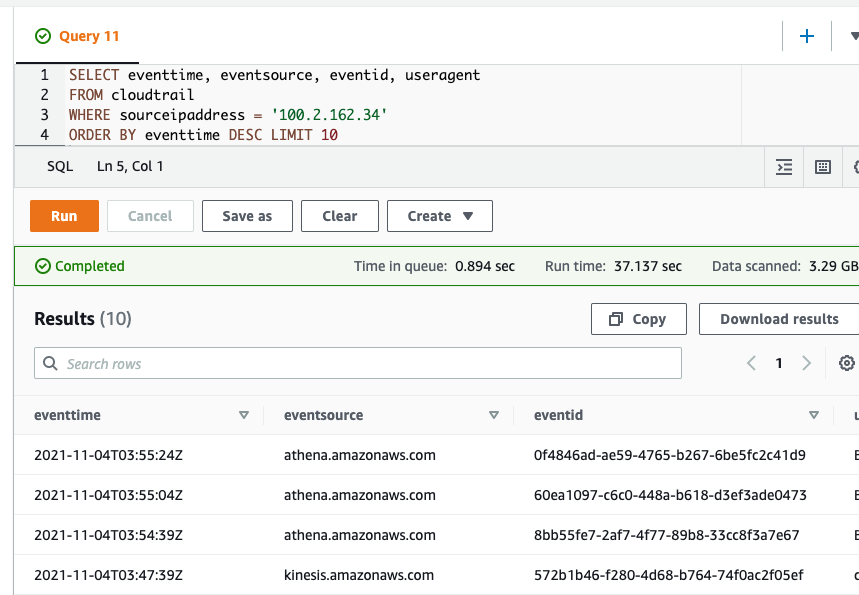 Query 11
1 SELECT eventtime, eventsource, eventid, useragent
2 FROM cloudtrail
3 WHERE sourceipaddress = '100.2.162.34'
4 ORDER BY eventtime DESC LIMIT 10
SQL Ln 5, Col 1
Run Cancel Save as Clear Create
Completed Time in queue: 0.894 sec Run time: 37.137 sec Data scanned: 3.29 GB
Results (10) Copy Download results
Search rows 1
eventtime eventsource eventid
2021-11-04T03:55:24Z athena.amazonaws.com 0f4846ad-ae59-4765-b267-6be5fc2c41d9
2021-11-04T03:55:04Z athena.amazonaws.com 60ea1097-c6c0-448a-b618-d3ef3ade0473
2021-11-04T03:54:39Z athena.amazonaws.com 8bb55fe7-2af7-4f77-89b8-33cc8f3a7e67
2021-11-04T03:47:39Z kinesis.amazonaws.com 572b1b46-f280-4d68-b764-74f0ac2f05ef